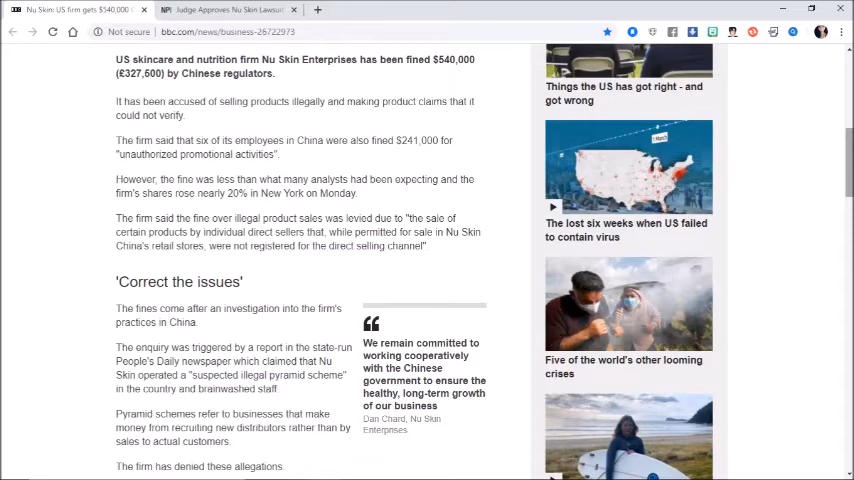 Nu Skin: US firm gets $540,000 C
NPI Judge Approves Nu Skin Lawsuit
Not secure | bbc.com/news/business-26722973
US skincare and nutrition firm Nu Skin Enterprises has been fined $540,000
(£327,500) by Chinese regulators.
It has been accused of selling products illegally and making product claims that it
could not verify.
The firm said that six of its employees in China were also fined $241,000 for
"unauthorized promotional activities".
However, the fine was less than what many analysts had been expecting and the
firm's shares rose nearly 20% in New York on Monday.
The firm said the fine over illegal product sales was levied due to "the sale of
certain products by individual direct sellers that, while permitted for sale in Nu Skin
China's retail stores, were not registered for the direct selling channel"
'Correct the issues'
The fines come after an investigation into the firm's
practices in China.
The enquiry was triggered by a report in the state-run
People's Daily newspaper which claimed that Nu
Skin operated a "suspected illegal pyramid scheme"
in the country and brainwashed staff
Pyramid schemes refer to businesses that make
money from recruiting new distributors rather than by
sales to actual customers.
The firm has denied these allegations.
We remain committed to
working cooperatively
with the Chinese
government to ensure the
healthy, long-term growth
of our business
Dan Chard, Nu Skin
Enterprises
Things the US has got right - and
got wrong
1 March
The lost six weeks when US failed
to contain virus
Five of the world's other looming
crises